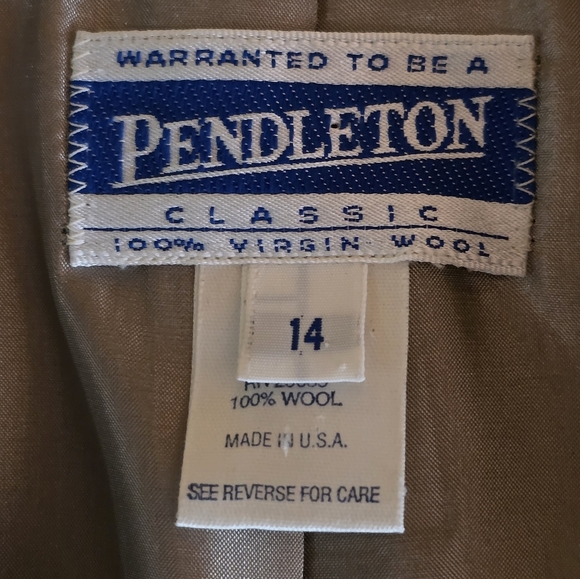 WARRANTED TO BE A
PENDLETON
CLASSIC
100% VIRGIN WOOL
14
100% WOOL
MADE IN U.S.A.
SEE REVERSE FOR CARE